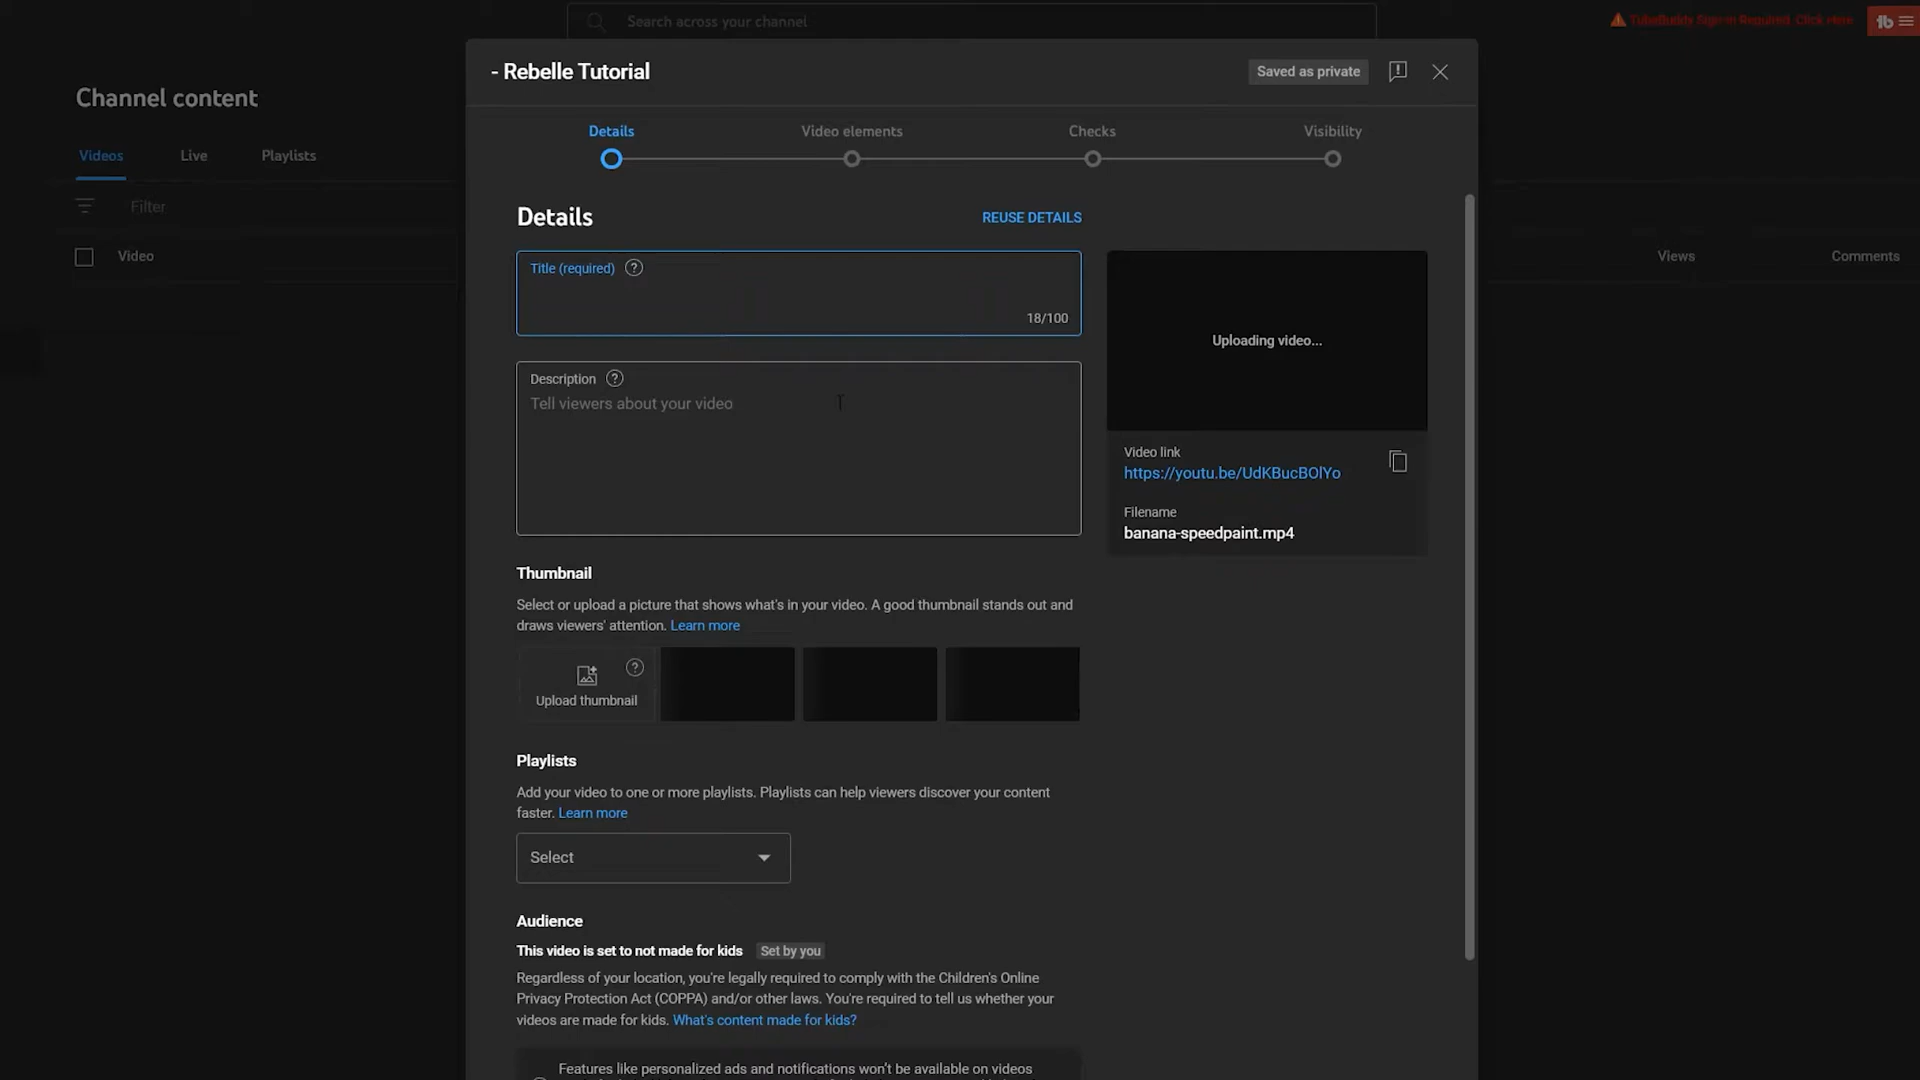 Search across your channel
TubeBuddy Sign-in Required. Click Here
tb
Channel content
- Rebelle Tutorial
Saved as private
Details
Video elements
Checks
Visibility
Videos
Live
Playlists
Filter
Details
REUSE DETAILS
Video
Views
Comments
Title (required)
18/100
Uploading video...
Description
Tell viewers about your video
Video link
https://youtu.be/UdKBucBOlYo
Filename
banana-speedpaint.mp4
Thumbnail
Select or upload a picture that shows what's in your video. A good thumbnail stands out and
draws viewers' attention. Learn more
Upload thumbnail
Playlists
Add your video to one or more playlists. Playlists can help viewers discover your content
faster. Learn more
Select
Audience
This video is set to not made for kids
Set by you
Regardless of your location, you're legally required to comply with the Children's Online
Privacy Protection Act (COPPA) and/or other laws. You're required to tell us whether your
videos are made for kids. What's content made for kids?
Features like personalized ads and notifications won't be available on videos